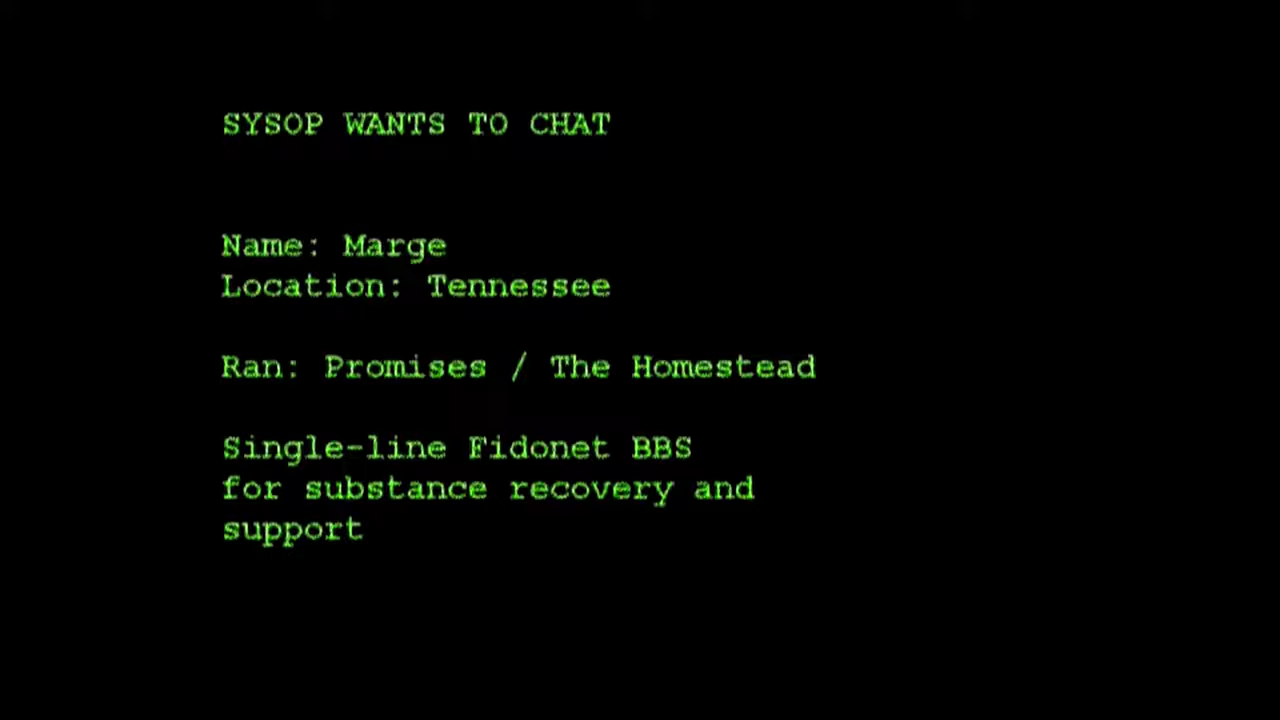 SYSOP WANTS TO CHAT
Name: Marge
Location: Tennessee
Ran: Promises / The Homestead
Single-line Fidonet BBS
for substance recovery and
support